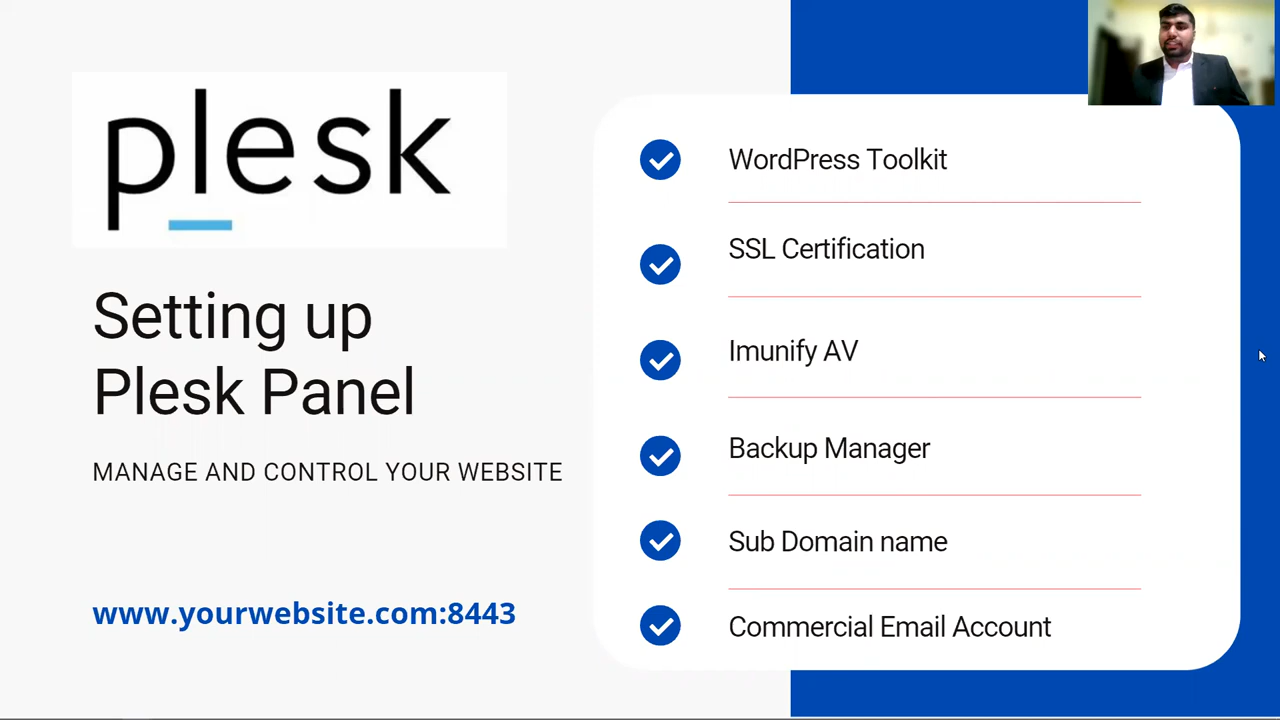 plesk
Setting up
Plesk Panel
MANAGE AND CONTROL YOUR WEBSITE
www.yourwebsite.com:8443
WordPress Toolkit
SSL Certification
Imunify AV
Backup Manager
Sub Domain name
Commercial Email Account